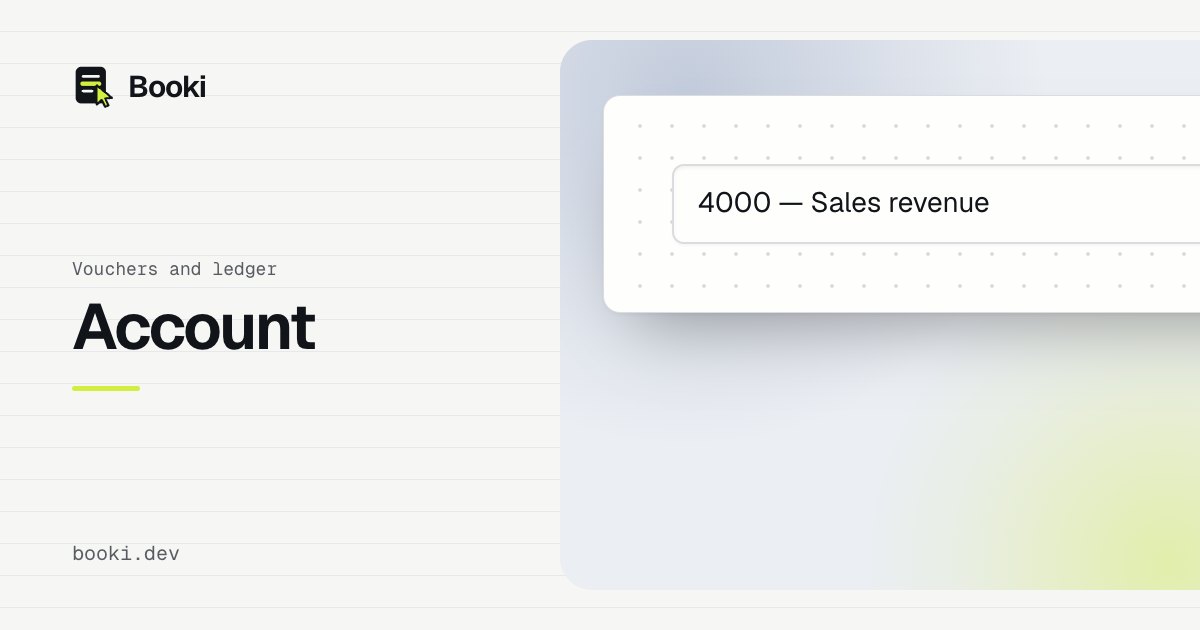 Booki
Vouchers and ledger
Account
booki.dev
4000 — Sales revenue